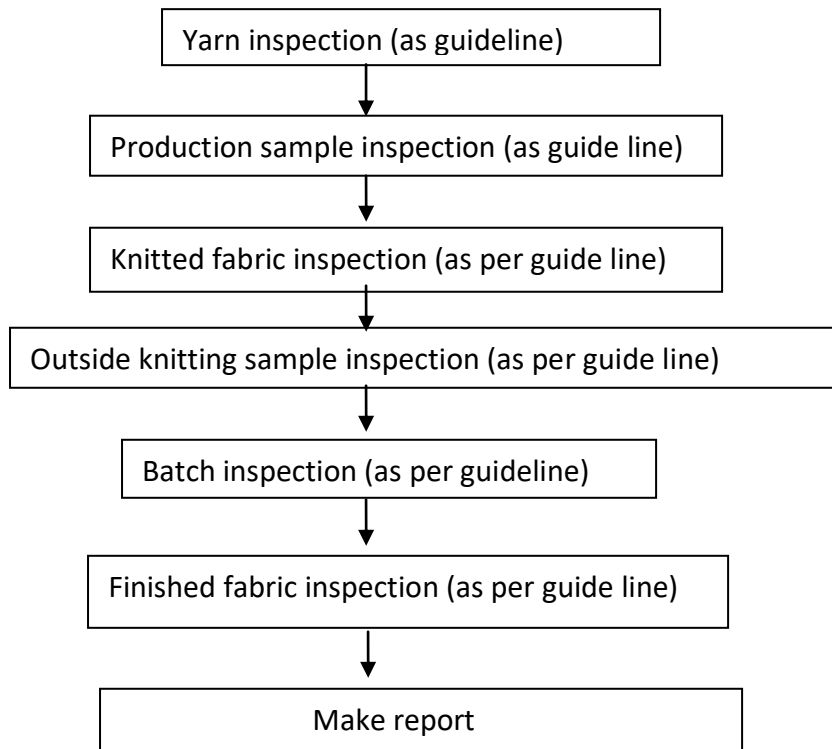 Yarn inspection (as guideline)
Production sample inspection (as guide line)
Knitted fabric inspection (as per guide line)
Outside knitting sample inspection (as per guide line)
Batch inspection (as per guideline)
Finished fabric inspection (as per guide line)
Make report